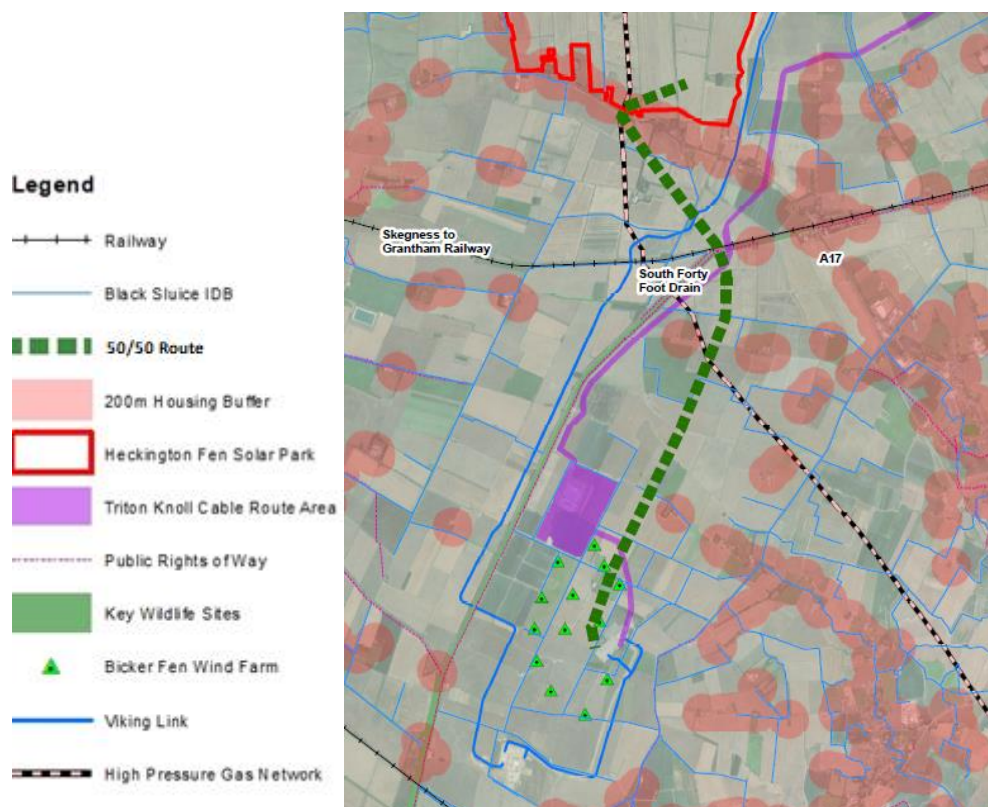 Legend
Railway
Black Sluice IDB
50/50 Route
200m Housing Buffer
Heckington Fen Solar Park
Triton Knoll Cable Route Area
Public Rights of Way
Key Wildlife Sites
Bicker Fen Wind Farm
Viking Link
High Pressure Gas Network
Skegness to
Grantham Railway
South Forty
Foot Drain
A17